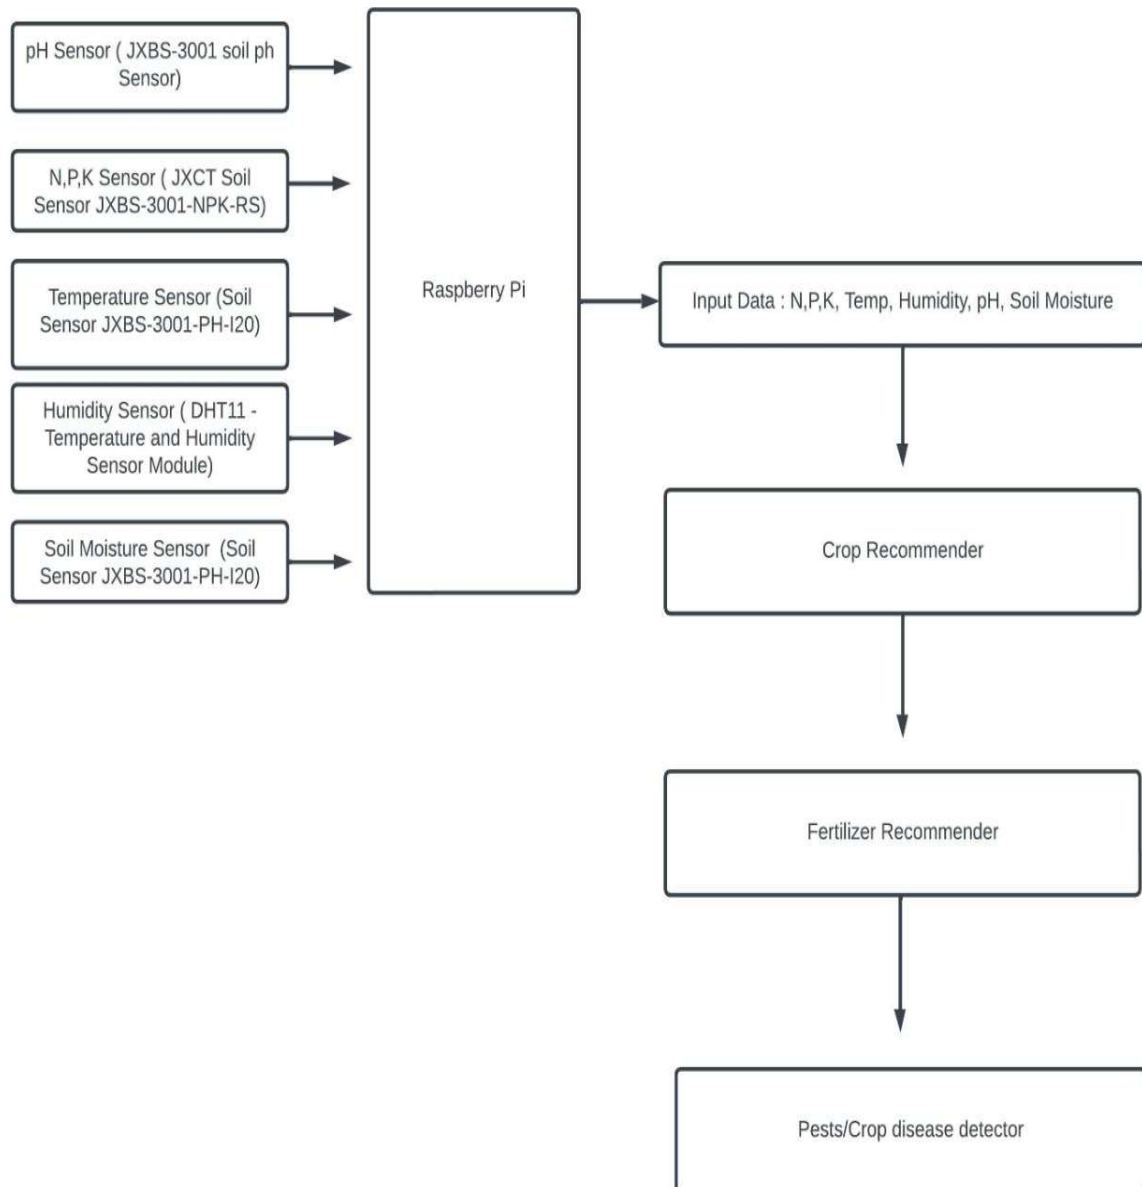 pH Sensor ( JXBS-3001 soil ph
Sensor)
N,P,K Sensor ( JXCT Soil
Sensor JXBS-3001-NPK-RS)
Temperature Sensor (Soil
Sensor JXBS-3001-PH-I20)
Humidity Sensor ( DHT11 -
Temperature and Humidity
Sensor Module)
Soil Moisture Sensor (Soil
Sensor JXBS-3001-PH-I20)
Raspberry Pi
Input Data : N,P,K, Temp, Humidity, pH, Soil Moisture
Crop Recommender
Fertilizer Recommender
Pests/Crop disease detector